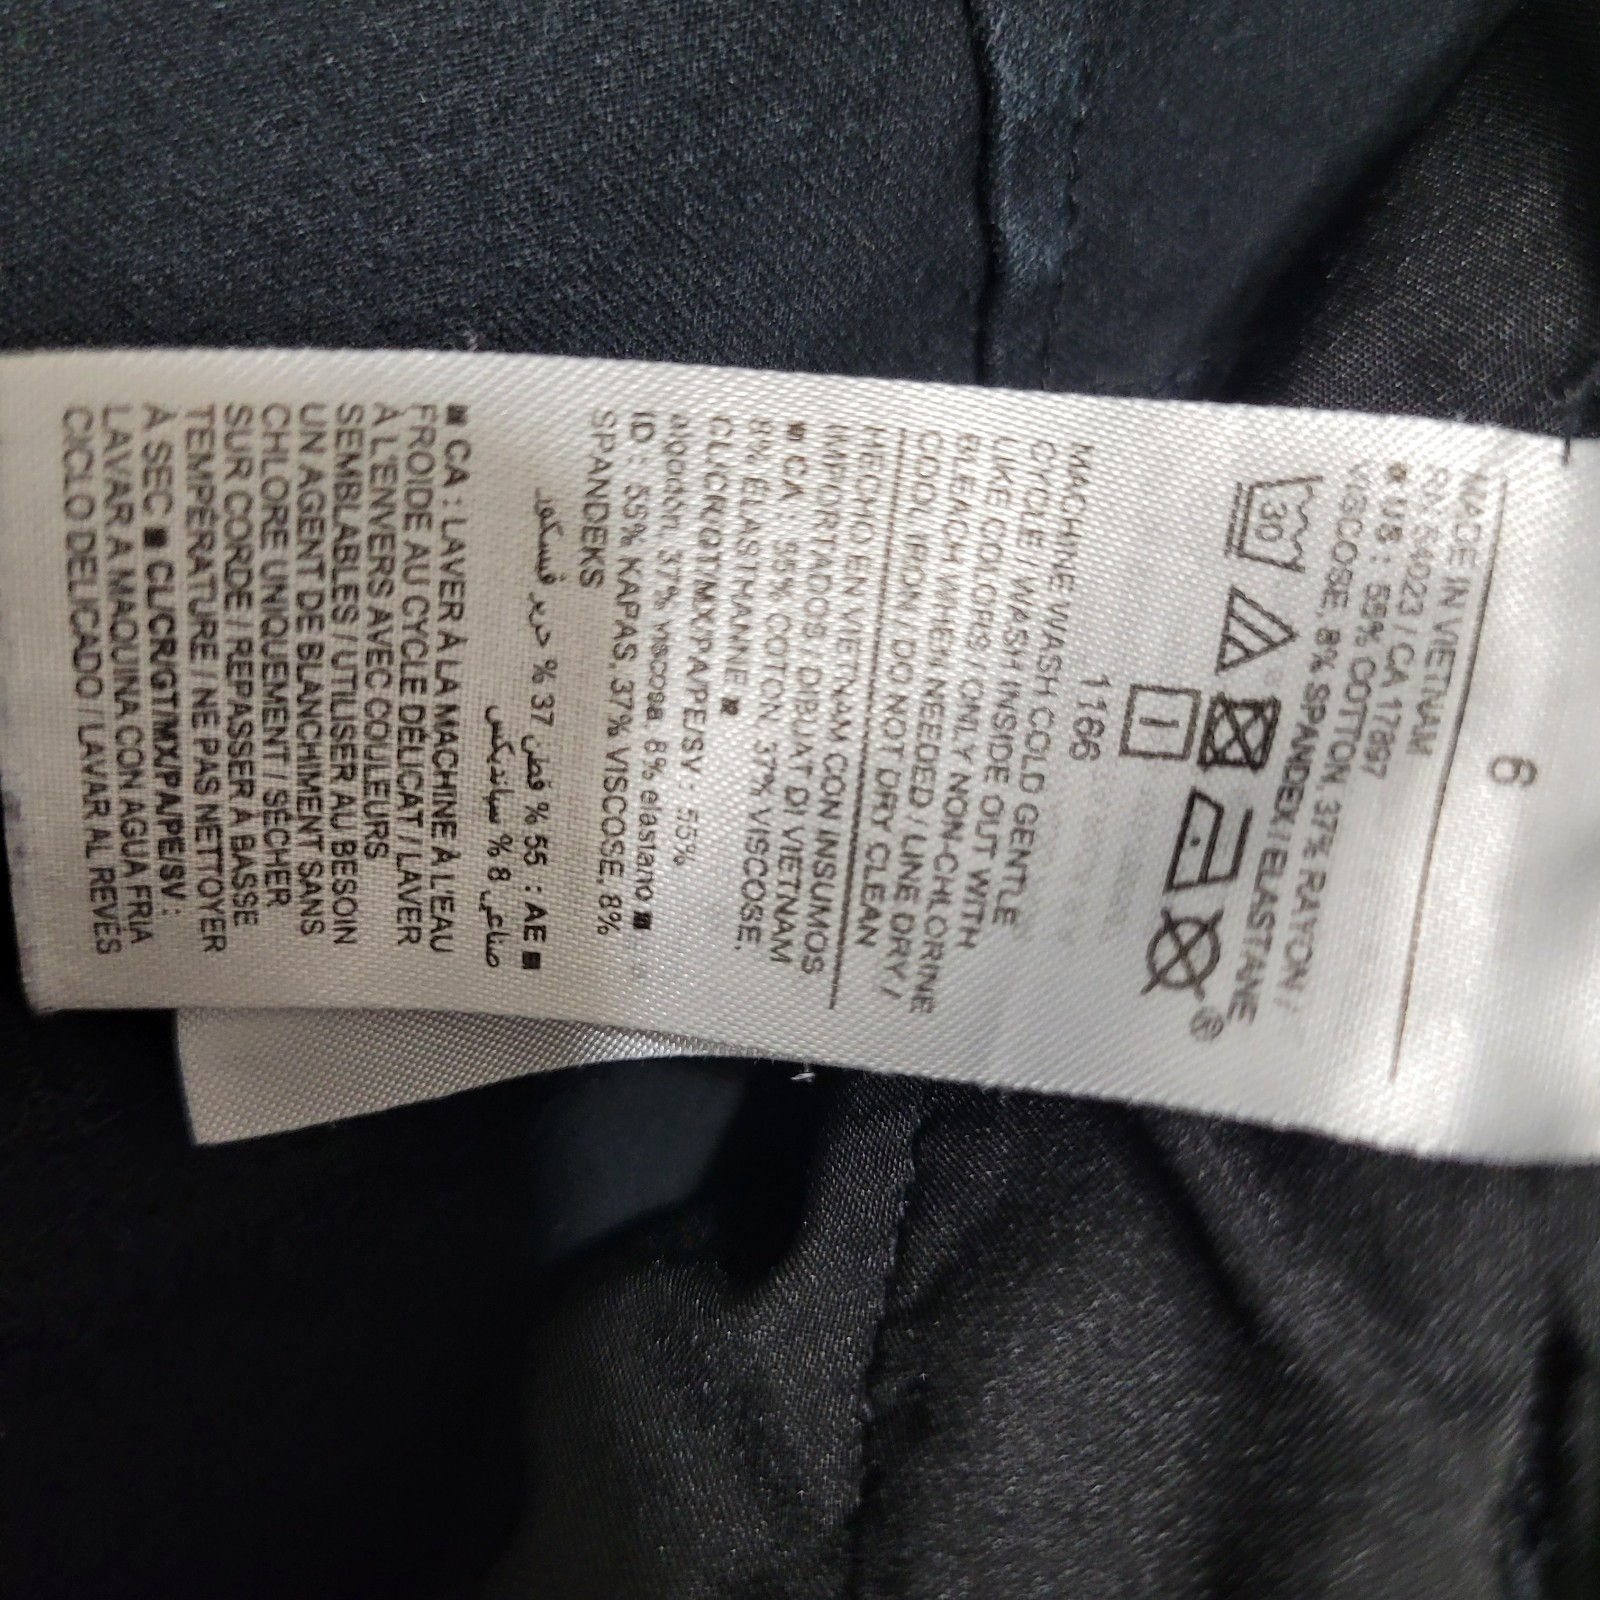 6
MADE IN VIETNAM
RN 54023 / CA 17897
■ US : 55% COTTON, 37% RAYON /
VISCOSE, 8% SPANDEX / ELASTANE
30
®
1166
MACHINE WASH COLD GENTLE
CYCLE / WASH INSIDE OUT WITH
LIKE COLORS / ONLY NON-CHLORINE
BLEACH WHEN NEEDED / LINE DRY /
COOL IRON / DO NOT DRY CLEAN
HECHO EN VIETNAM CON INSUMOS
IMPORTADOS / DIBUAT DI VIETNAM
■ CA : 55% COTON, 37% VISCOSE,
8% ELASTHANNE ■
CL/CR/GT/MX/PA/PE/SV : 55%
algodón, 37% viscosa, 8% elastano ■
ID : 55% KAPAS, 37% VISCOSE, 8%
SPANDEKS
■ AE : 55 % قطن 37 % حرير فسكوز
صناعي 8 % سباندیکس
■ CA : LAVER À LA MACHINE À L'EAU
FROIDE AU CYCLE DÉLICAT / LAVER
À L'ENVERS AVEC COULEURS
SEMBLABLES / UTILISER AU BESOIN
UN AGENT DE BLANCHIMENT SANS
CHLORE UNIQUEMENT / SÉCHER
SUR CORDE / REPASSER À BASSE
TEMPÉRATURE / NE PAS NETTOYER
À SEC ■ CL/CR/GT/MX/PA/PE/SV :
LAVAR A MAQUINA CON AGUA FRIA
CICLO DELICADO / LAVAR AL REVÉS